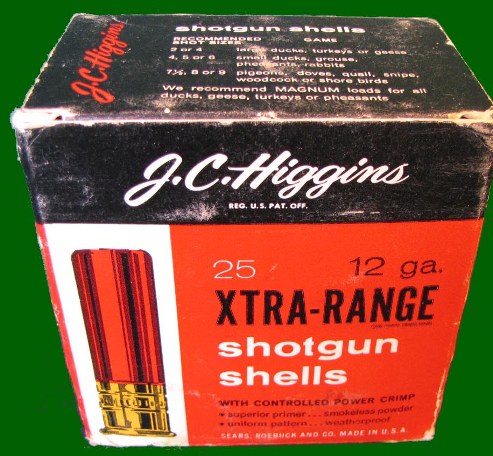 J.C. Higgins
shotgun shells
RECOMMENDED SHOT SIZES GAME
2 or 4 large ducks, turkeys or geese
4, 5 or 6 small ducks, grouse, pheasants, rabbits
7½, 8 or 9 pigeons, doves, quail, snipe, woodcock or shore birds
We recommend MAGNUM loads for all
ducks, geese, turkeys or pheasants
J.C. Higgins
REG. U.S. PAT. OFF.
25 12 ga.
XTRA-RANGE
shotgun
shells
WITH CONTROLLED POWER CRIMP
• superior primer... smokeless powder
• uniform pattern... weatherproof
SEARS, ROEBUCK AND CO. MADE IN U.S.A.